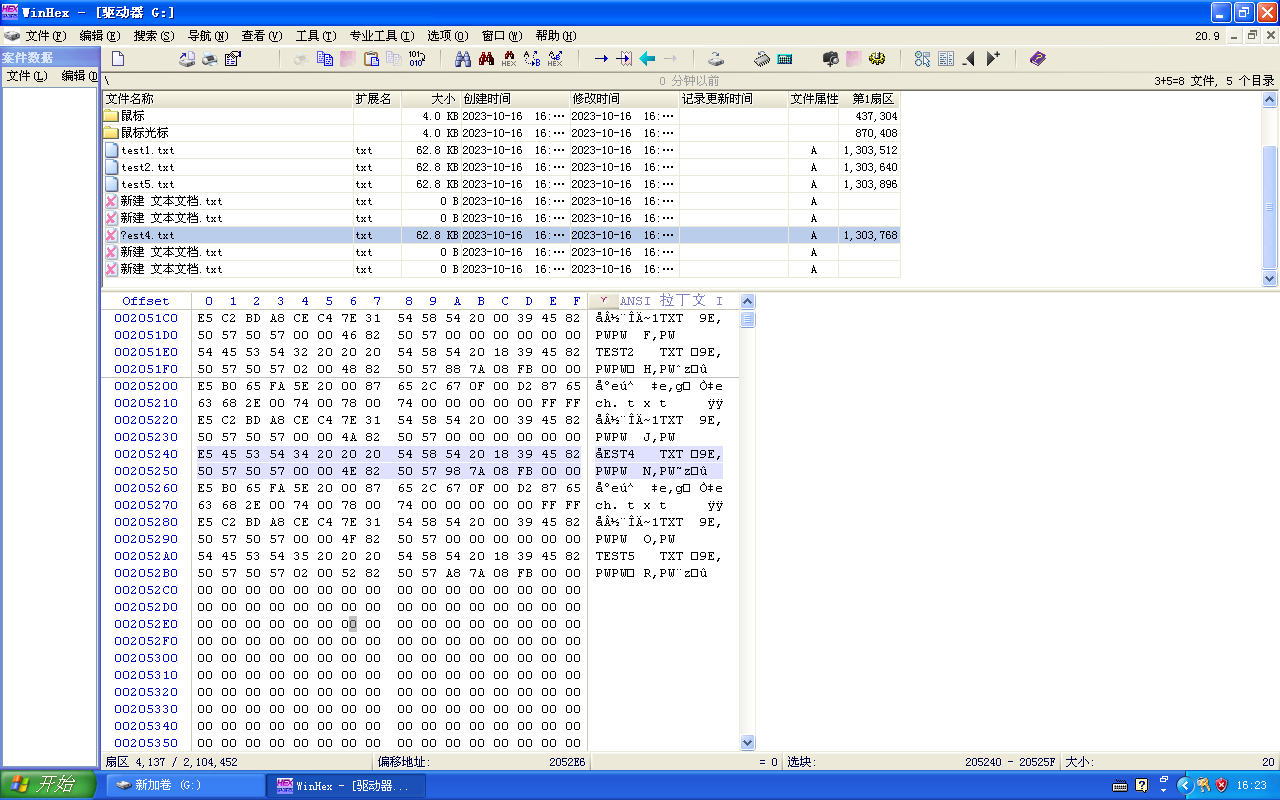 WinHex - [驱动器 G:]
文件(F) 编辑(E) 搜索(S) 导航(N) 查看(V) 工具(T) 专业工具(I) 选项(O) 窗口(W) 帮助(H) 20.9
案件数据
文件(L) 编辑(D
\ 0 分钟以前 3+5=8 文件, 5 个目录
文件名称 扩展名 大小 创建时间 修改时间 记录更新时间 文件属性 第1扇区
鼠标 4.0 KB 2023-10-16 16:… 2023-10-16 16:… 437,304
鼠标光标 4.0 KB 2023-10-16 16:… 2023-10-16 16:… 870,408
test1.txt txt 62.8 KB 2023-10-16 16:… 2023-10-16 16:… A 1,303,512
test2.txt txt 62.8 KB 2023-10-16 16:… 2023-10-16 16:… A 1,303,640
test5.txt txt 62.8 KB 2023-10-16 16:… 2023-10-16 16:… A 1,303,896
新建 文本文档.txt txt 0 B 2023-10-16 16:… 2023-10-16 16:… A
新建 文本文档.txt txt 0 B 2023-10-16 16:… 2023-10-16 16:… A
?est4.txt txt 62.8 KB 2023-10-16 16:… 2023-10-16 16:… A 1,303,768
新建 文本文档.txt txt 0 B 2023-10-16 16:… 2023-10-16 16:… A
新建 文本文档.txt txt 0 B 2023-10-16 16:… 2023-10-16 16:… A
Offset 0 1 2 3 4 5 6 7 8 9 A B C D E F ANSI 拉丁文 I
002051C0 E5 C2 BD A8 CE C4 7E 31 54 58 54 20 00 39 45 82 åÂ½¨ÎÄ~1TXT 9E‚
002051D0 50 57 50 57 00 00 46 82 50 57 00 00 00 00 00 00 PWPW F‚PW
002051E0 54 45 53 54 32 20 20 20 54 58 54 20 18 39 45 82 TEST2 TXT □9E‚
002051F0 50 57 50 57 02 00 48 82 50 57 88 7A 08 FB 00 00 PWPW□ H‚PWˆz□û
00205200 E5 B0 65 FA 5E 20 00 87 65 2C 67 0F 00 D2 87 65 å°eú^ ‡e,g□ Ò‡e
00205210 63 68 2E 00 74 00 78 00 74 00 00 00 00 00 FF FF ch. t x t ÿÿ
00205220 E5 C2 BD A8 CE C4 7E 31 54 58 54 20 00 39 45 82 åÂ½¨ÎÄ~1TXT 9E‚
00205230 50 57 50 57 00 00 4A 82 50 57 00 00 00 00 00 00 PWPW J‚PW
00205240 E5 45 53 54 34 20 20 20 54 58 54 20 18 39 45 82 åEST4 TXT □9E‚
00205250 50 57 50 57 00 00 4E 82 50 57 98 7A 08 FB 00 00 PWPW N‚PW˜z□û
00205260 E5 B0 65 FA 5E 20 00 87 65 2C 67 0F 00 D2 87 65 å°eú^ ‡e,g□ Ò‡e
00205270 63 68 2E 00 74 00 78 00 74 00 00 00 00 00 FF FF ch. t x t ÿÿ
00205280 E5 C2 BD A8 CE C4 7E 31 54 58 54 20 00 39 45 82 åÂ½¨ÎÄ~1TXT 9E‚
00205290 50 57 50 57 00 00 4F 82 50 57 00 00 00 00 00 00 PWPW O‚PW
002052A0 54 45 53 54 35 20 20 20 54 58 54 20 18 39 45 82 TEST5 TXT □9E‚
002052B0 50 57 50 57 02 00 52 82 50 57 A8 7A 08 FB 00 00 PWPW□ R‚PW¨z□û
002052C0 00 00 00 00 00 00 00 00 00 00 00 00 00 00 00 00
002052D0 00 00 00 00 00 00 00 00 00 00 00 00 00 00 00 00
002052E0 00 00 00 00 00 00 00 00 00 00 00 00 00 00 00 00
002052F0 00 00 00 00 00 00 00 00 00 00 00 00 00 00 00 00
00205300 00 00 00 00 00 00 00 00 00 00 00 00 00 00 00 00
00205310 00 00 00 00 00 00 00 00 00 00 00 00 00 00 00 00
00205320 00 00 00 00 00 00 00 00 00 00 00 00 00 00 00 00
00205330 00 00 00 00 00 00 00 00 00 00 00 00 00 00 00 00
00205340 00 00 00 00 00 00 00 00 00 00 00 00 00 00 00 00
00205350 00 00 00 00 00 00 00 00 00 00 00 00 00 00 00 00
扇区 4,137 / 2,104,452 偏移地址: 2052E6 = 0 选块: 205240 - 20525F 大小: 20
开始 新加卷 (G:) WinHex - [驱动器... 16:23